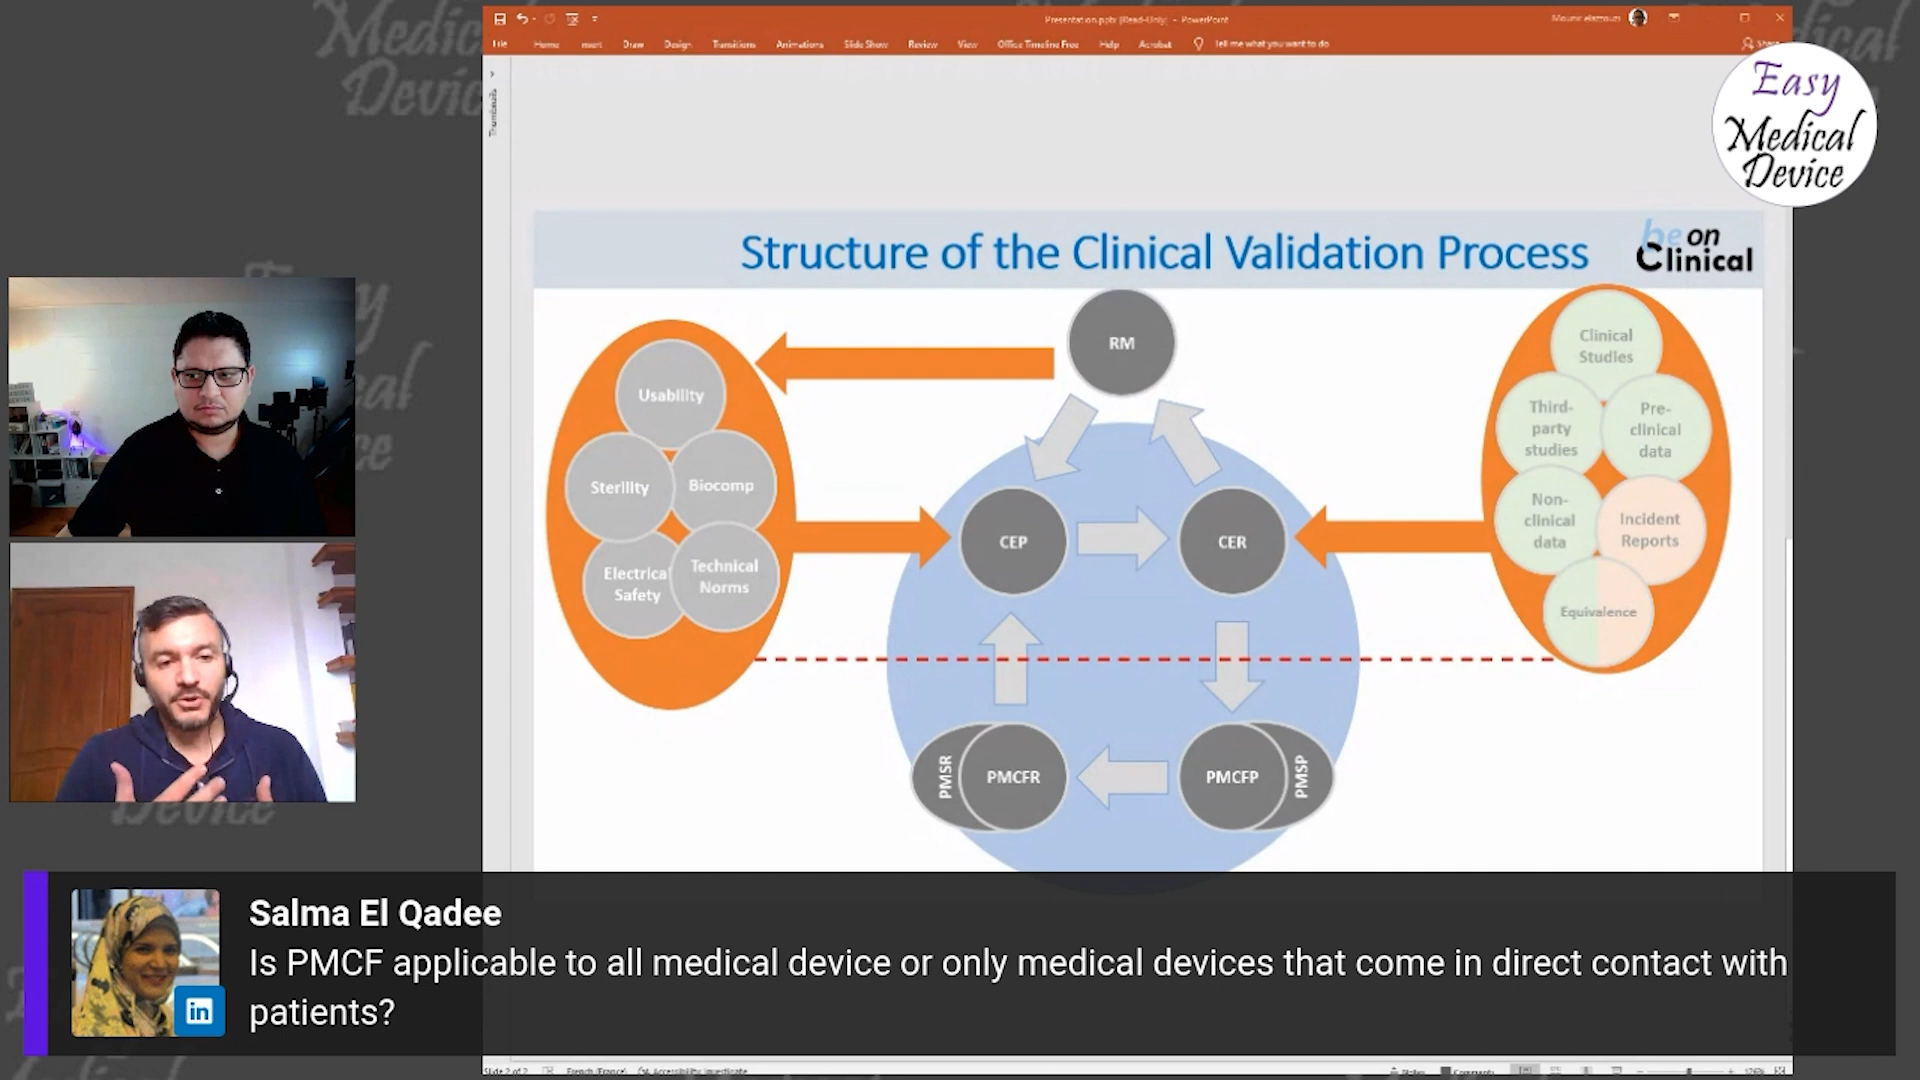 Presentation.pptx [Read-Only] - PowerPoint
File Home Insert Draw Design Transitions Animations Slide Show Review View Office Timeline Free Help Acrobat Tell me what you want to do
Share
Thumbnails
Easy
Medical
Device
Structure of the Clinical Validation Process
be on
Clinical
RM
Usability
Sterility
Biocomp
Electrical
Safety
Technical
Norms
CEP
CER
Clinical
Studies
Third-
party
studies
Pre-
clinical
data
Non-
clinical
data
Incident
Reports
Equivalence
PMSR
PMCFR
PMCFP
PMSP
Salma El Qadee
Is PMCF applicable to all medical device or only medical devices that come in direct contact with
patients?
in
Slide 2 of 2 French (France) Accessibility: Investigate
Notes Comments 126%